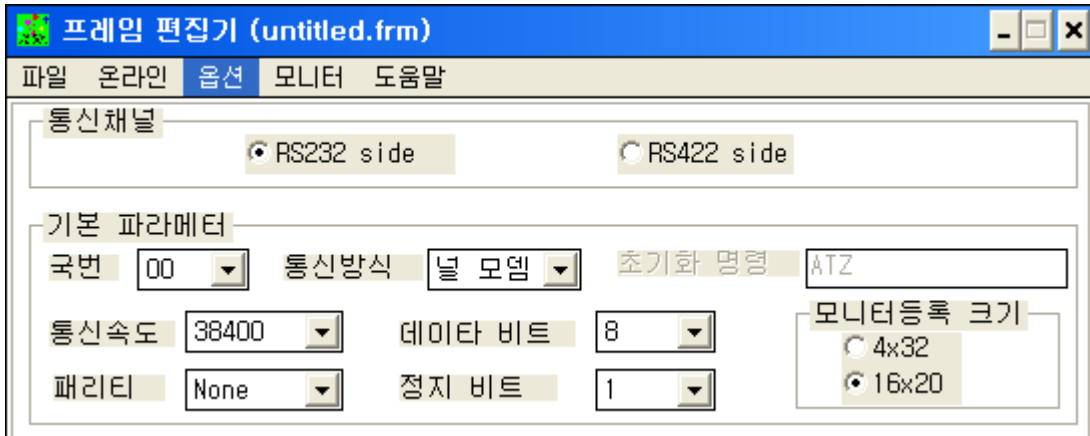 프레임 편집기 (untitled.frm)
파일 온라인 옵션 모니터 도움말
통신채널
RS232 side RS422 side
기본 파라메터
국번 00 통신방식 널 모뎀 초기화 명령 ATZ
통신속도 38400 데이타 비트 8 모니터등록 크기
4x32
패리티 None 정지 비트 1 16x20